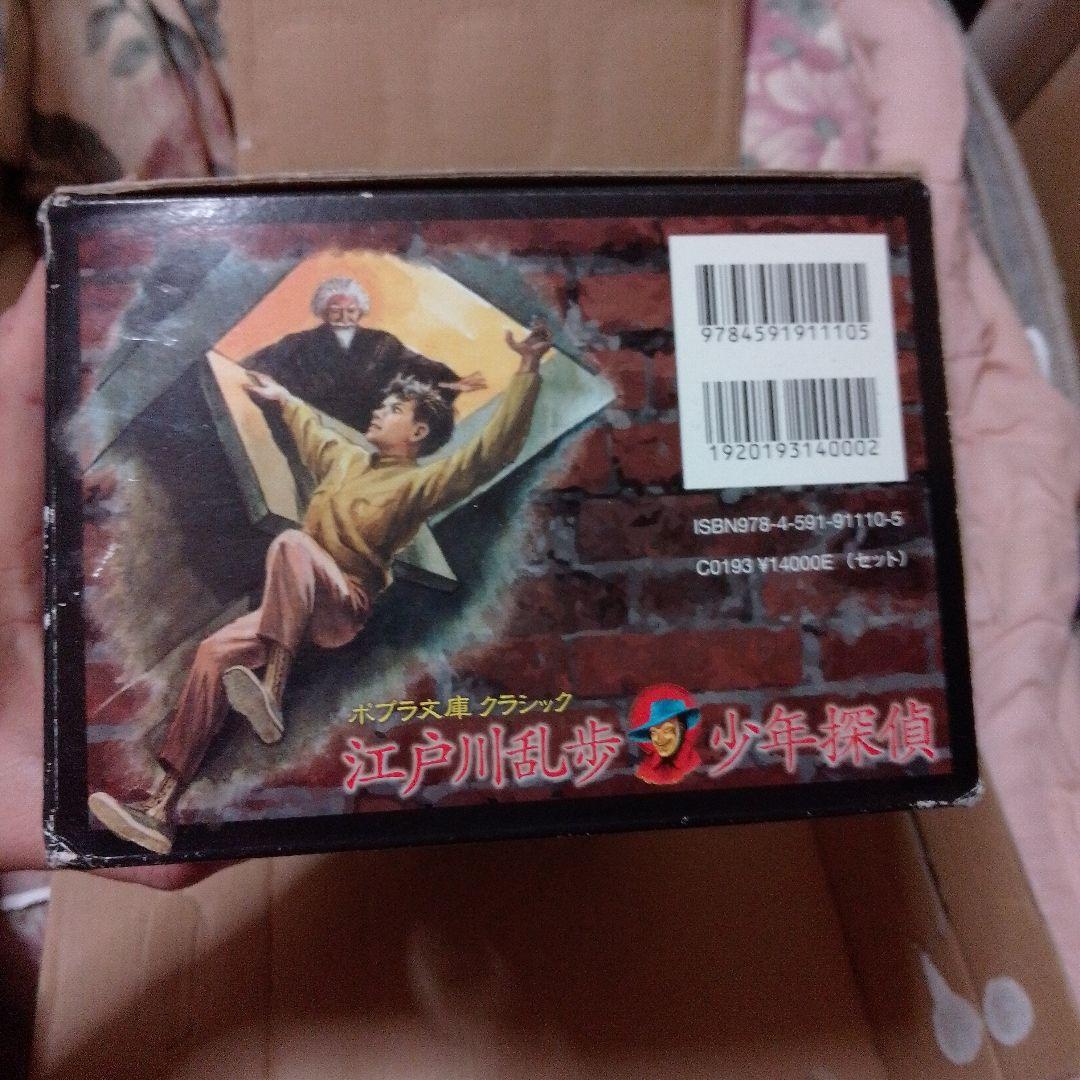 9784591911105
1920193140002
ISBN978-4-591-91110-5
C0193 ¥14000E (セット)
ポプラ文庫 クラシック
江戸川乱歩 少年探偵